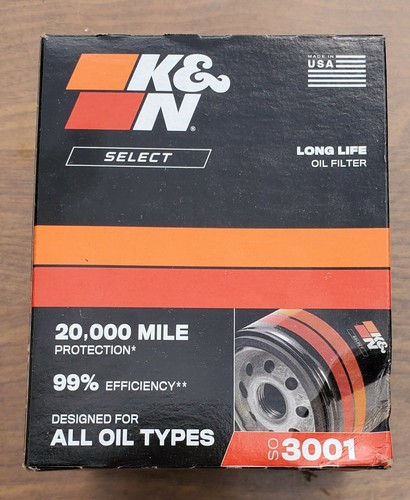 K&N®
MADE IN
USA
SELECT
LONG LIFE
OIL FILTER
20,000 MILE
PROTECTION*
99% EFFICIENCY**
DESIGNED FOR
ALL OIL TYPES
K&N
SO 3001